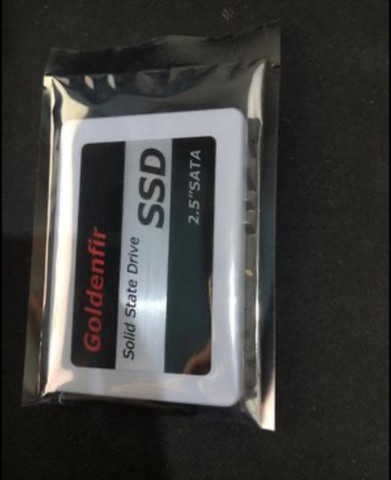 Goldenfir
Solid State Drive
SSD
2.5"SATA